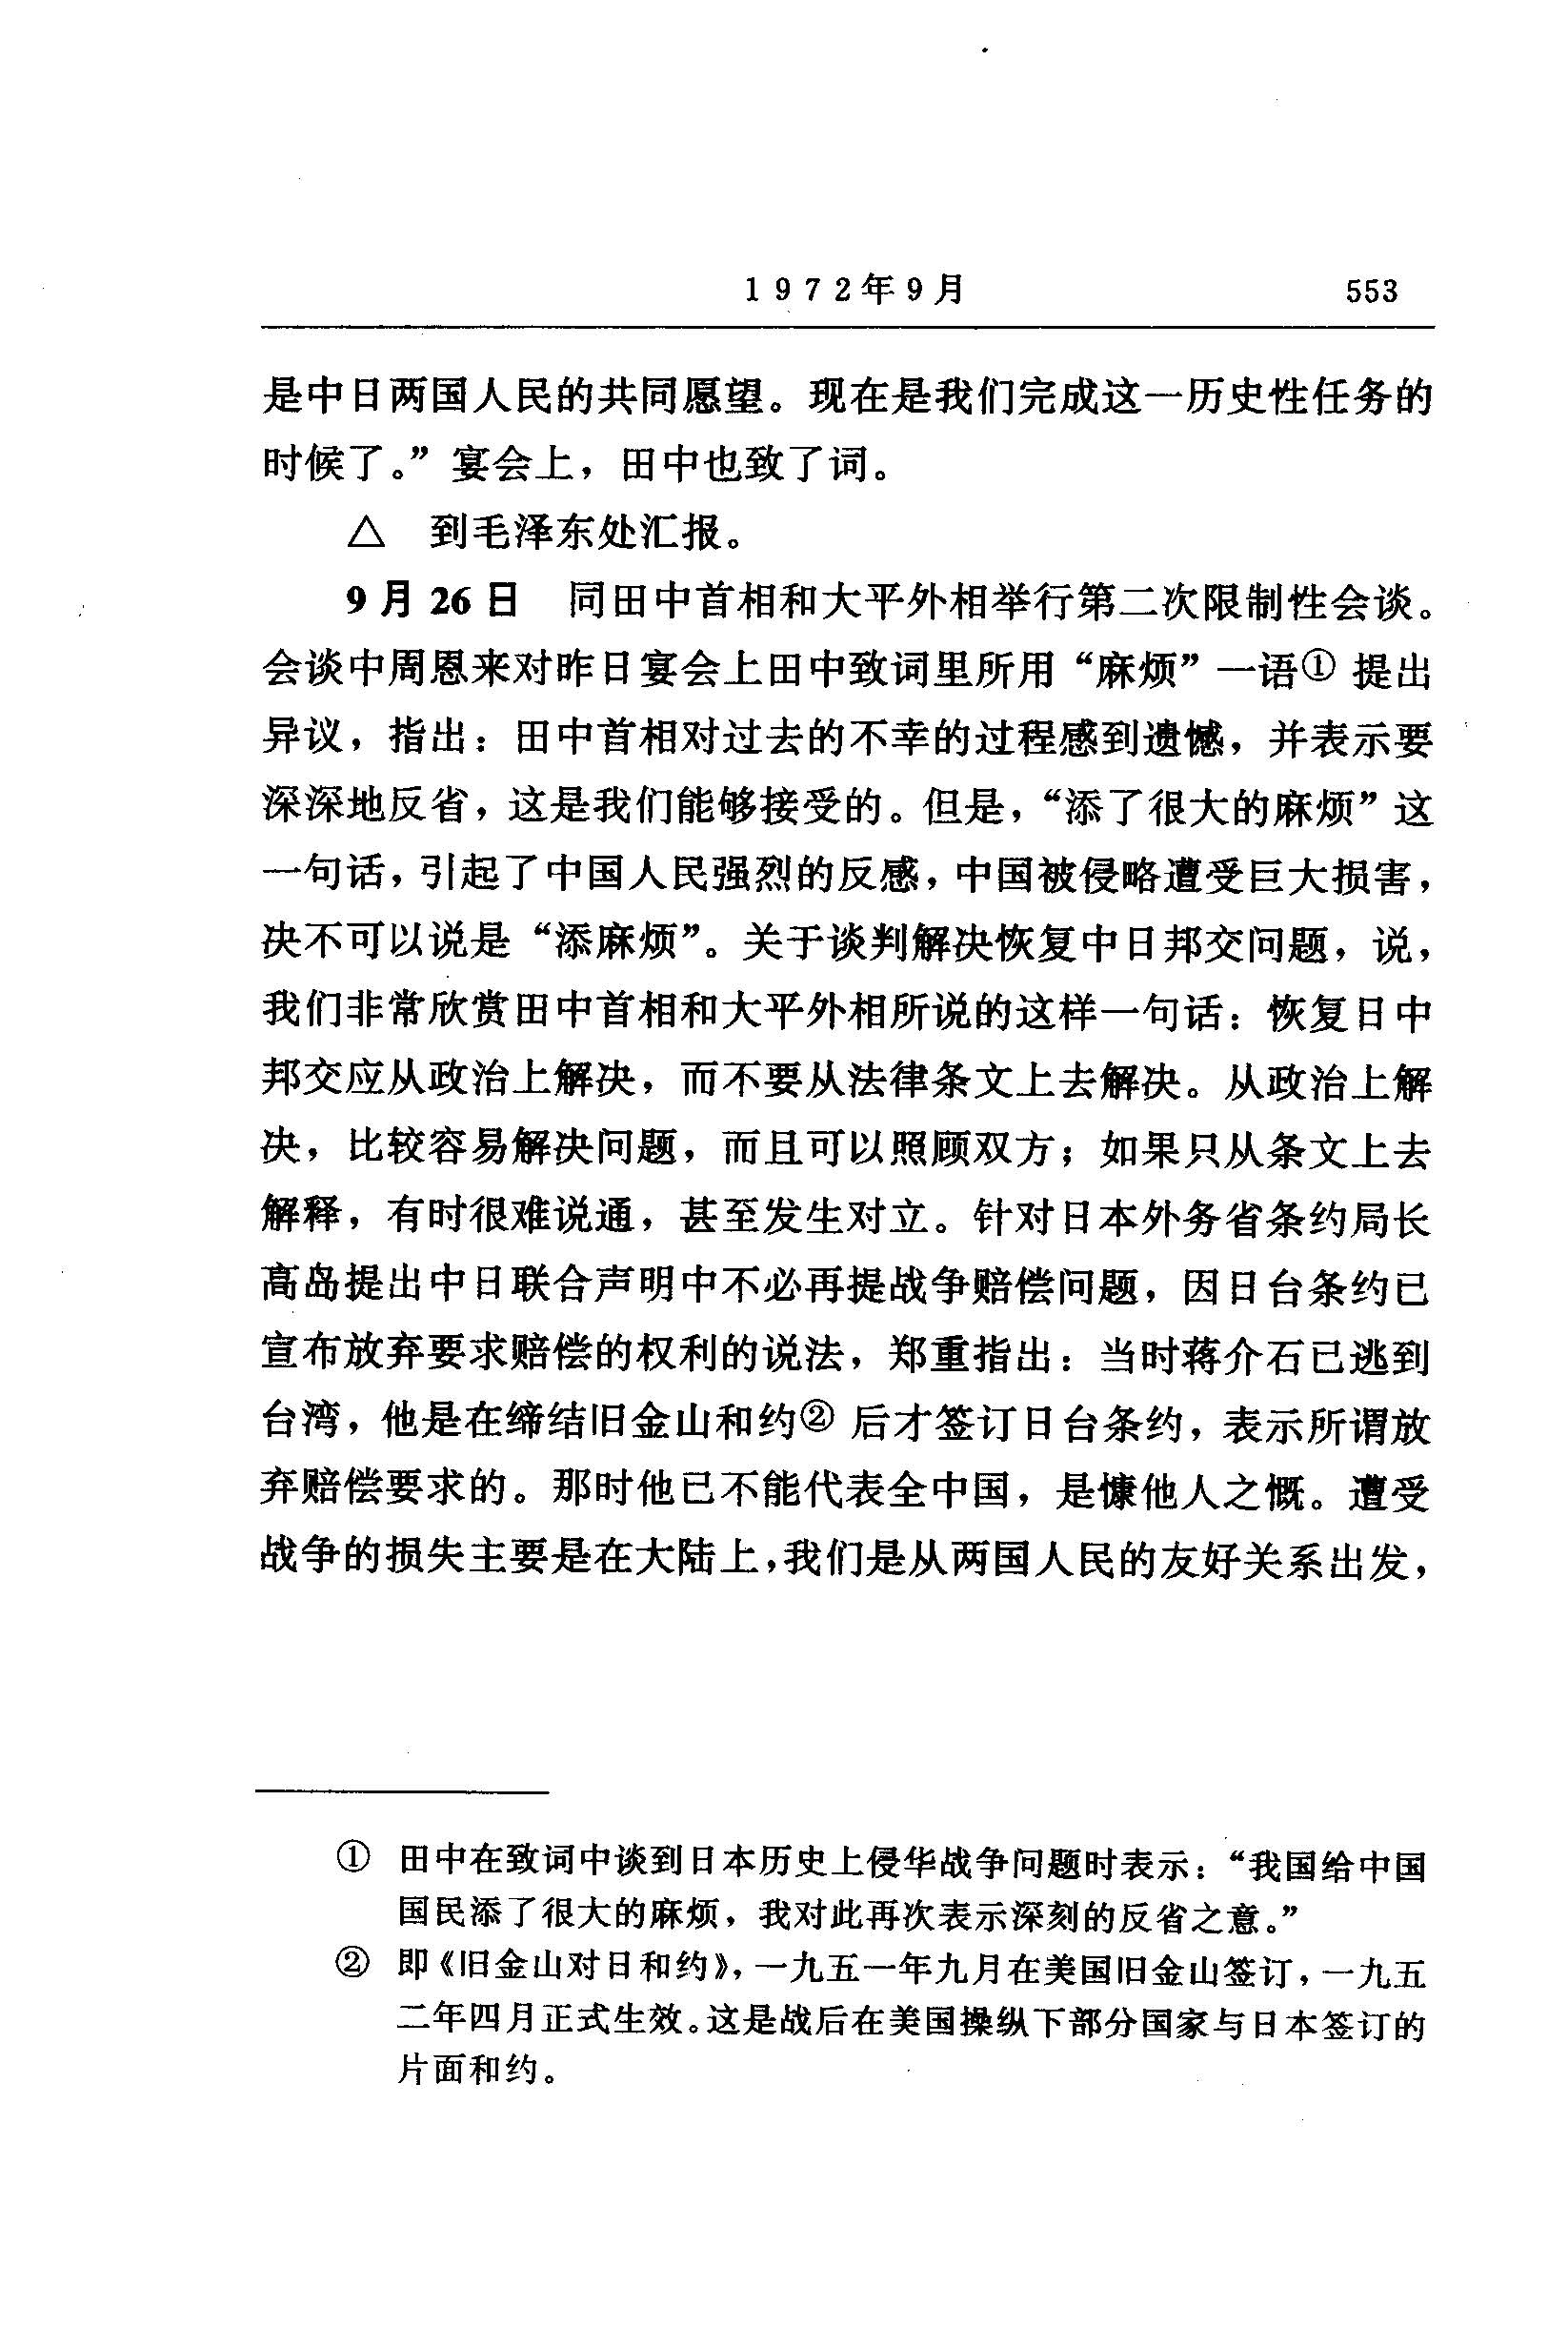 1972年9月 553
是中日两国人民的共同愿望。现在是我们完成这一历史性任务的
时候了。”宴会上，田中也致了词。
△ 到毛泽东处汇报。
9月26日 同田中首相和大平外相举行第二次限制性会谈。
会谈中周恩来对昨日宴会上田中致词里所用“麻烦”一语① 提出
异议，指出：田中首相对过去的不幸的过程感到遗憾，并表示要
深深地反省，这是我们能够接受的。但是，“添了很大的麻烦”这
一句话，引起了中国人民强烈的反感，中国被侵略遭受巨大损害，
决不可以说是“添麻烦”。关于谈判解决恢复中日邦交问题，说，
我们非常欣赏田中首相和大平外相所说的这样一句话：恢复日中
邦交应从政治上解决，而不要从法律条文上去解决。从政治上解
决，比较容易解决问题，而且可以照顾双方；如果只从条文上去
解释，有时很难说通，甚至发生对立。针对日本外务省条约局长
高岛提出中日联合声明中不必再提战争赔偿问题，因日台条约已
宣布放弃要求赔偿的权利的说法，郑重指出：当时蒋介石已逃到
台湾，他是在缔结旧金山和约② 后才签订日台条约，表示所谓放
弃赔偿要求的。那时他已不能代表全中国，是慷他人之慨。遭受
战争的损失主要是在大陆上，我们是从两国人民的友好关系出发，
① 田中在致词中谈到日本历史上侵华战争问题时表示：“我国给中国
国民添了很大的麻烦，我对此再次表示深刻的反省之意。”
② 即《旧金山对日和约》，一九五一年九月在美国旧金山签订，一九五
二年四月正式生效。这是战后在美国操纵下部分国家与日本签订的
片面和约。